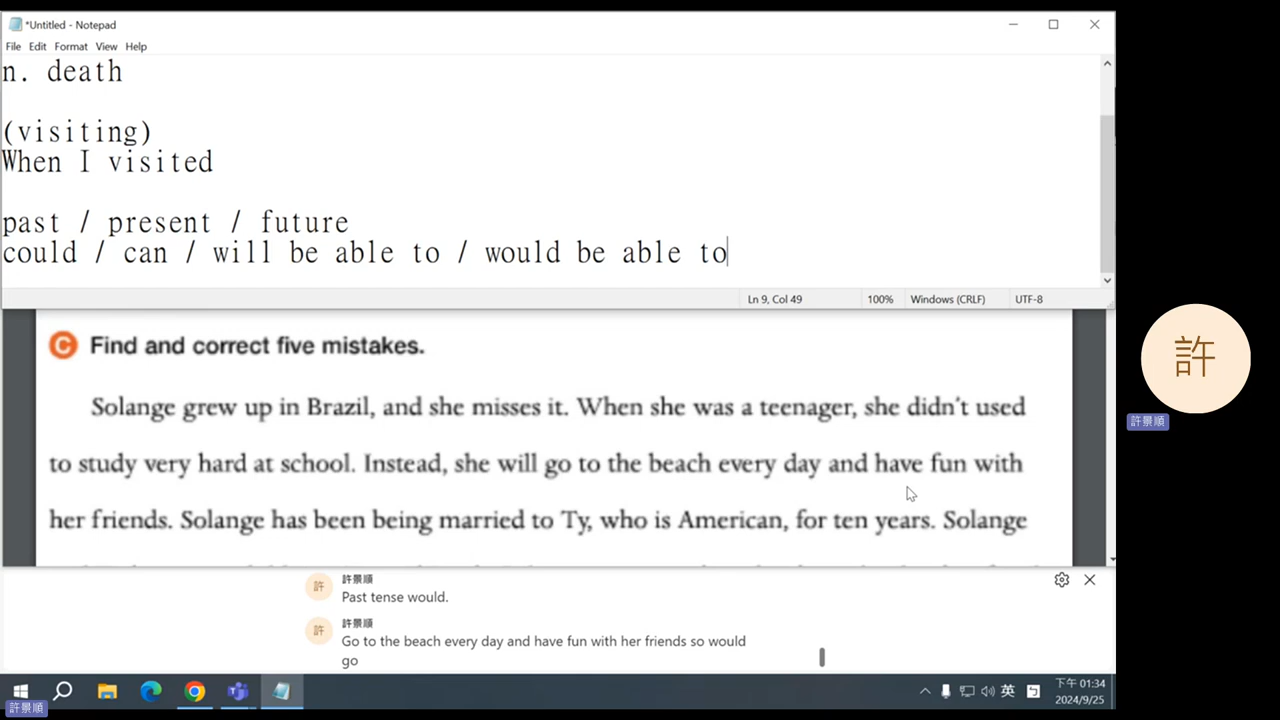 *Untitled - Notepad
File Edit Format View Help
n. death
(visiting)
When I visited
past / present / future
could / can / will be able to / would be able to
Ln 9, Col 49 100% Windows (CRLF) UTF-8
C Find and correct five mistakes.
Solange grew up in Brazil, and she misses it. When she was a teenager, she didn't used
to study very hard at school. Instead, she will go to the beach every day and have fun with
her friends. Solange has been being married to Ty, who is American, for ten years. Solange
許
許景順
許 許景順
Past tense would.
許 許景順
Go to the beach every day and have fun with her friends so would
go
英 ㄅ 下午 01:34
2024/9/25
許景順